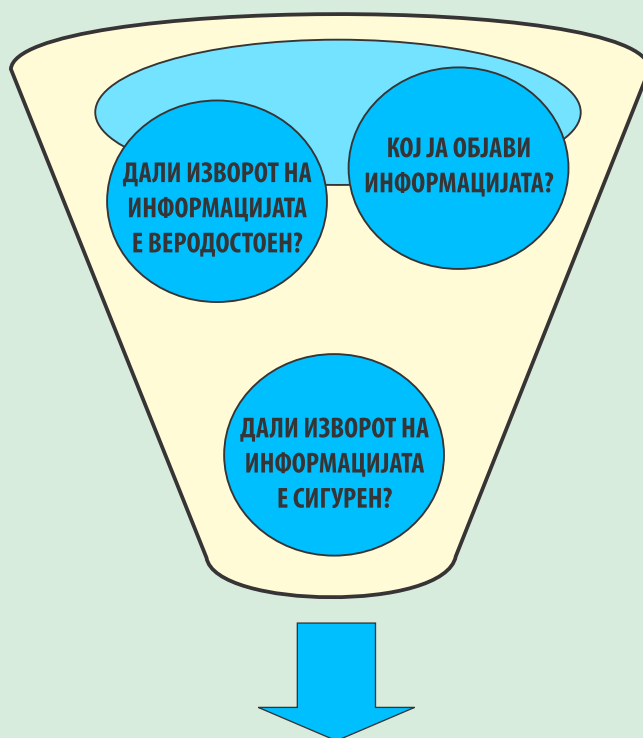 ДАЛИ ИЗВОРОТ НА
ИНФОРМАЦИЈАТА
Е ВЕРОДОСТОЕН?
КОЈ ЈА ОБЈАВИ
ИНФОРМАЦИЈАТА?
ДАЛИ ИЗВОРОТ НА
ИНФОРМАЦИЈАТА
Е СИГУРЕН?